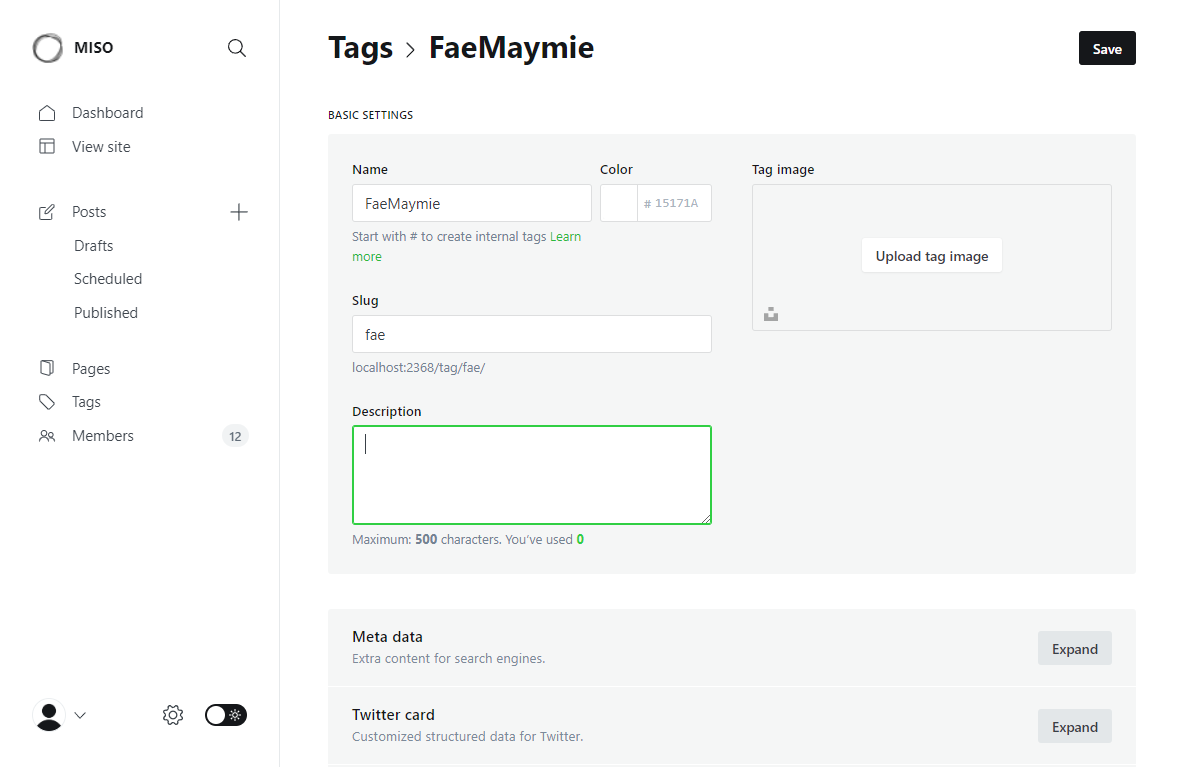 MISO
Dashboard
View site
Posts
Drafts
Scheduled
Published
Pages
Tags
Members
12
Tags > FaeMaymie
Save
BASIC SETTINGS
Name
FaeMaymie
Start with # to create internal tags Learn
more
Color
# 15171A
Slug
fae
localhost:2368/tag/fae/
Description
Maximum: 500 characters. You’ve used 0
Tag image
Upload tag image
Meta data
Extra content for search engines.
Expand
Twitter card
Customized structured data for Twitter.
Expand